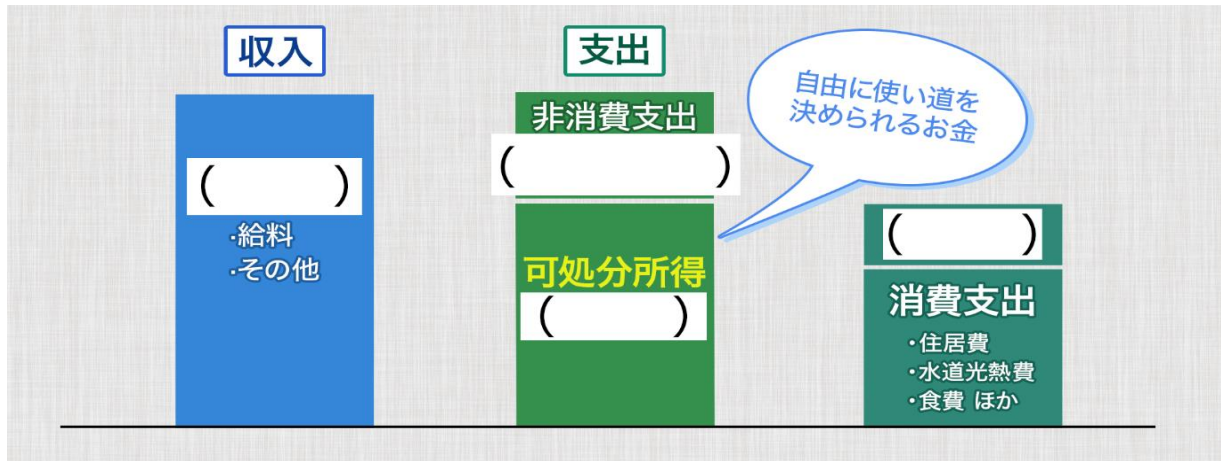 収入
(　　　)
・給料
・その他
支出
非消費支出
(　　　　　)
可処分所得
(　　　)
自由に使い道を
決められるお金
(　　　)
消費支出
・住居費
・水道光熱費
・食費 ほか